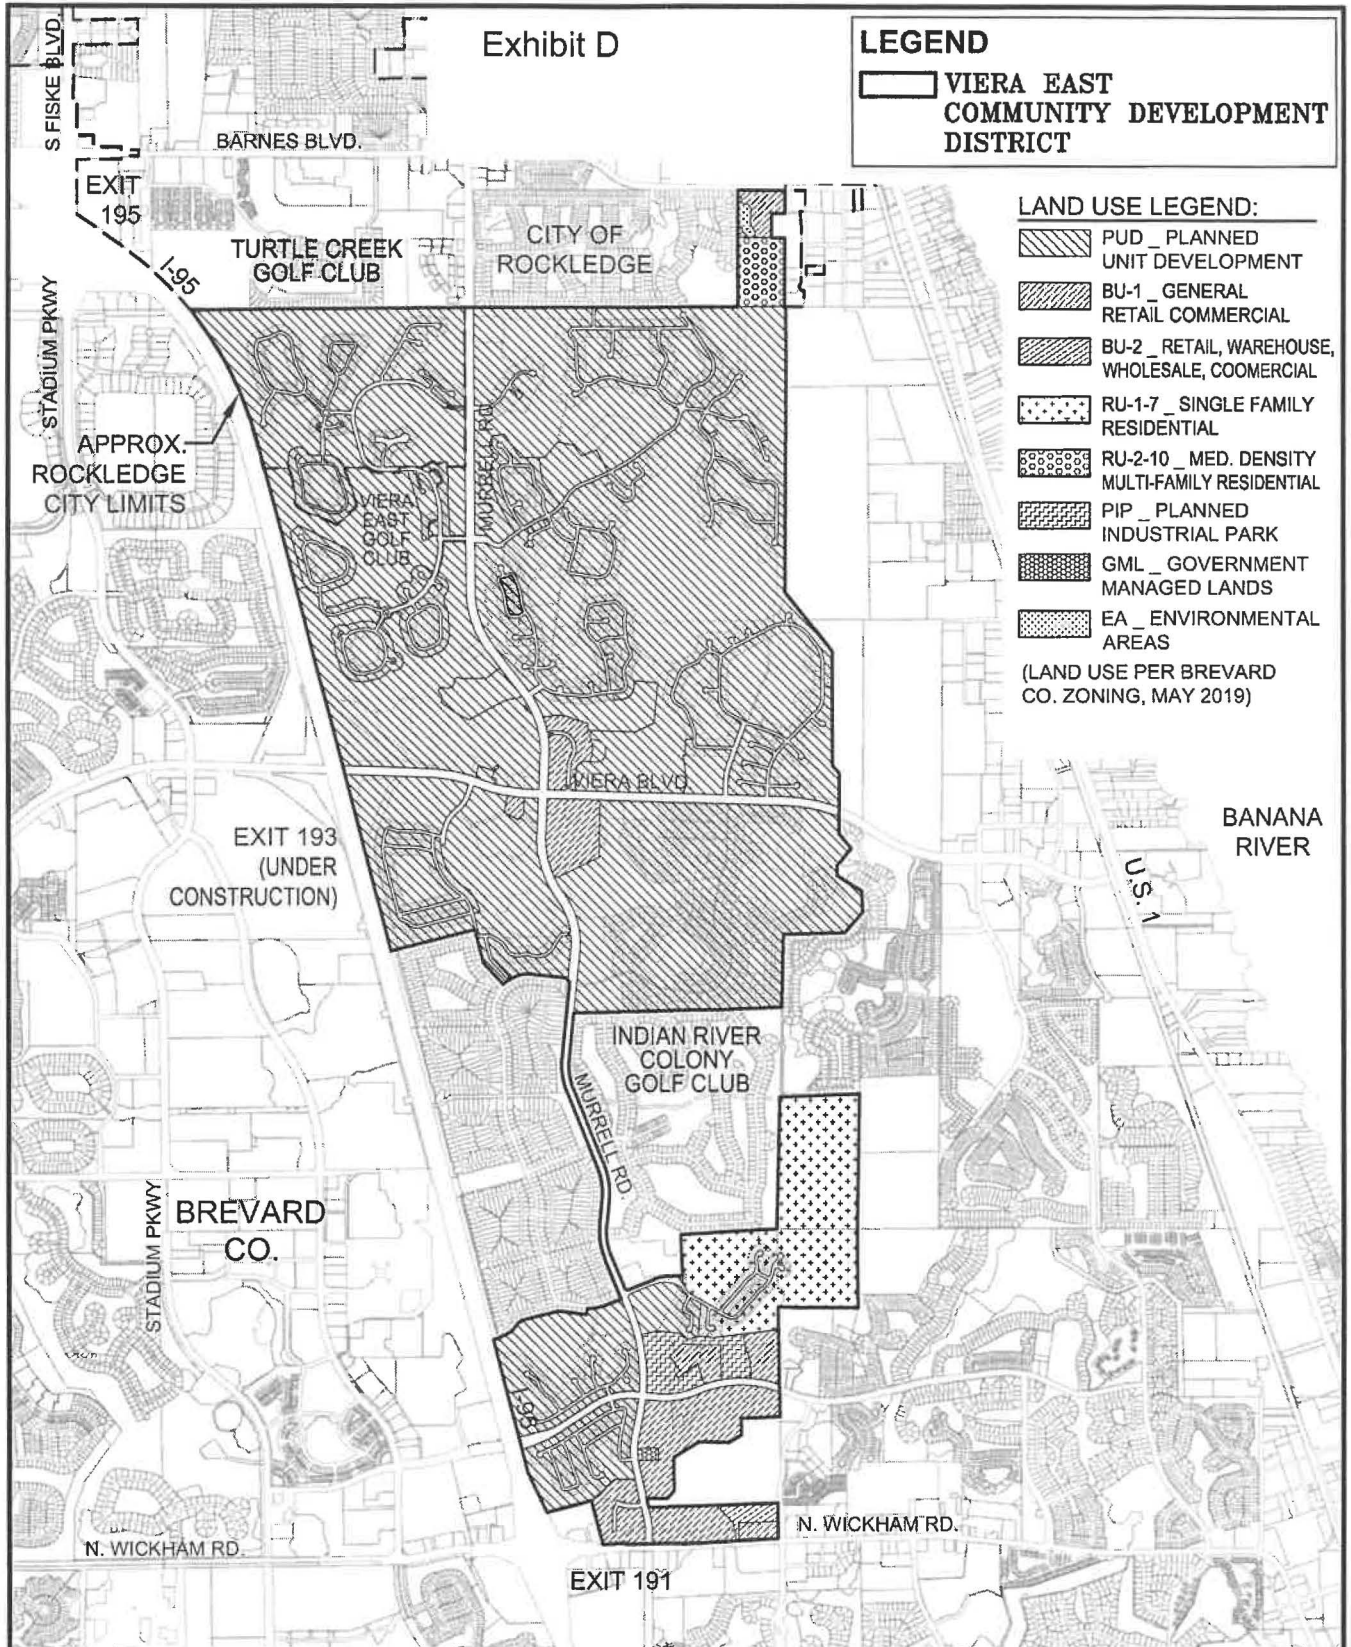 Exhibit D
LEGEND
VIERA EAST
COMMUNITY DEVELOPMENT
DISTRICT
S FISKE BLVD.
BARNES BLVD.
EXIT
195
I-95
TURTLE CREEK
GOLF CLUB
CITY OF
ROCKLEDGE
LAND USE LEGEND:
PUD _ PLANNED
UNIT DEVELOPMENT
BU-1 _ GENERAL
RETAIL COMMERCIAL
BU-2 _ RETAIL, WAREHOUSE,
WHOLESALE, COOMERCIAL
RU-1-7 _ SINGLE FAMILY
RESIDENTIAL
RU-2-10 _ MED. DENSITY
MULTI-FAMILY RESIDENTIAL
PIP _ PLANNED
INDUSTRIAL PARK
GML _ GOVERNMENT
MANAGED LANDS
EA _ ENVIRONMENTAL
AREAS
(LAND USE PER BREVARD
CO. ZONING, MAY 2019)
STADIUM PKWY
APPROX.
ROCKLEDGE
CITY LIMITS
MURRELL RD.
VIERA
EAST
GOLF
CLUB
VIERA BLVD.
EXIT 193
(UNDER
CONSTRUCTION)
BANANA
RIVER
U.S. 1
INDIAN RIVER
COLONY
GOLF CLUB
MURRELL RD.
STADIUM PKWY
BREVARD
CO.
I-95
N. WICKHAM RD.
N. WICKHAM RD.
EXIT 191